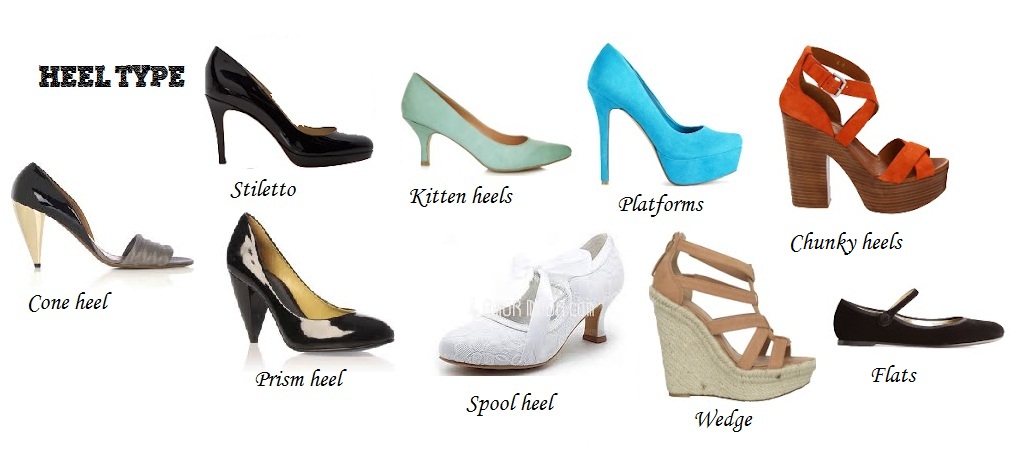 HEEL TYPE
Stiletto
Kitten heels
Platforms
Chunky heels
Cone heel
Prism heel
Spool heel
Wedge
Flats